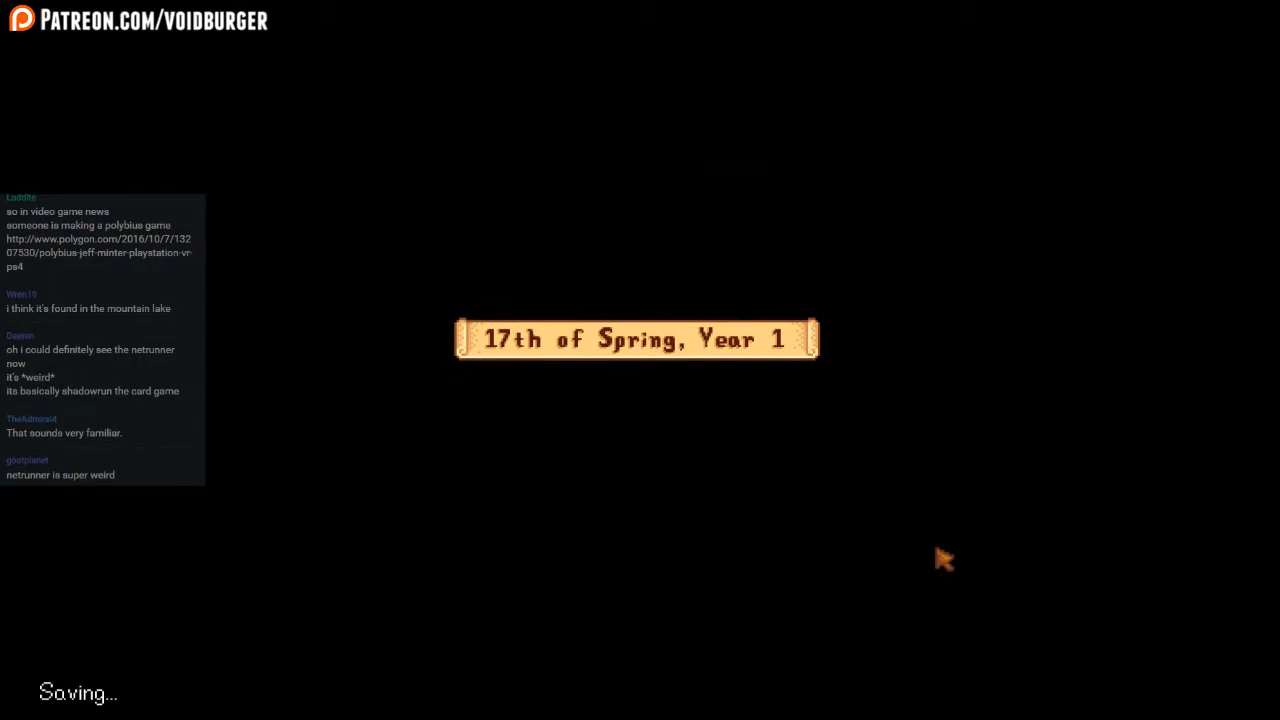 PATREON.COM/VOIDBURGER
Loddite
so in video game news
someone is making a polybius game
http://www.polygon.com/2016/10/7/132
07530/polybius-jeff-minter-playstation-vr-
ps4
Wren19
i think it's found in the mountain lake
17th of Spring, Year 1
Daeren
oh i could definitely see the netrunner
now
it's *weird*
its basically shadowrun the card game
TheAdmiral4
That sounds very familiar.
goatplanet
netrunner is super weird
Saving...